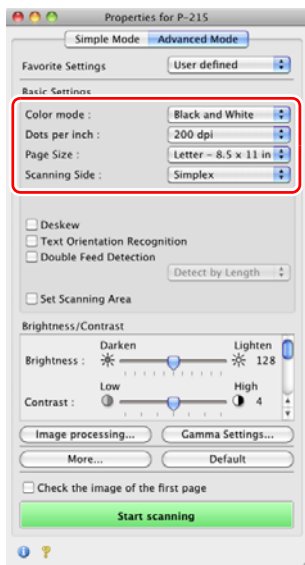 Properties for P-215
Simple Mode Advanced Mode
Favorite Settings User defined
Basic Settings
Color mode : Black and White
Dots per inch : 200 dpi
Page Size : Letter - 8.5 x 11 in
Scanning Side : Simplex
Deskew
Text Orientation Recognition
Double Feed Detection
Detect by Length
Set Scanning Area
Brightness/Contrast
Darken Lighten
Brightness : 128
Low High
Contrast : 4
Image processing... Gamma Settings...
More... Default
Check the image of the first page
Start scanning